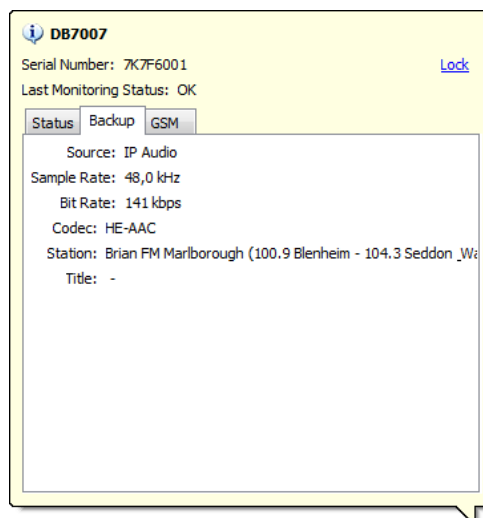 DB7007
Serial Number: 7K7F6001 Lock
Last Monitoring Status: OK
Status Backup GSM
Source: IP Audio
Sample Rate: 48,0 kHz
Bit Rate: 141 kbps
Codec: HE-AAC
Station: Brian FM Marlborough (100.9 Blenheim - 104.3 Seddon
Title: -